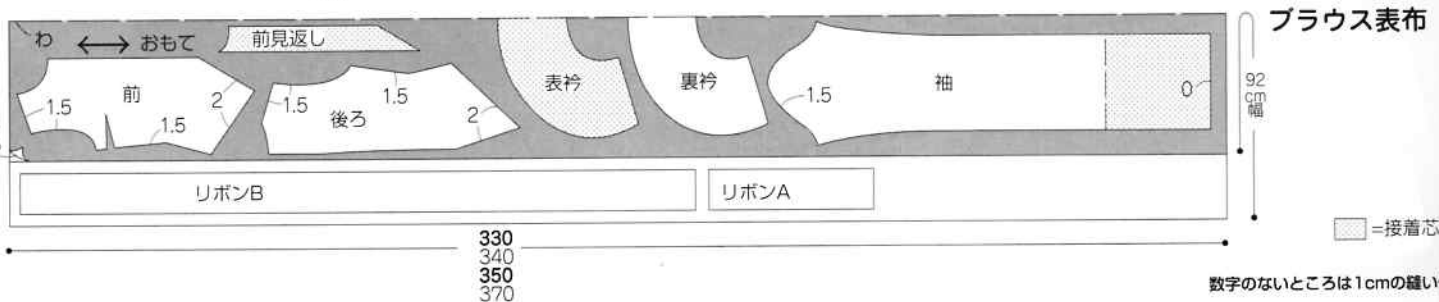 ブラウス表布
わ
おもて
前見返し
前
1.5
1.5
2
後ろ
1.5
1.5
2
表衿
裏衿
袖
1.5
0
92
cm
幅
リボンB
リボンA
330
340
350
370
=接着芯
数字のないところは1cmの縫い